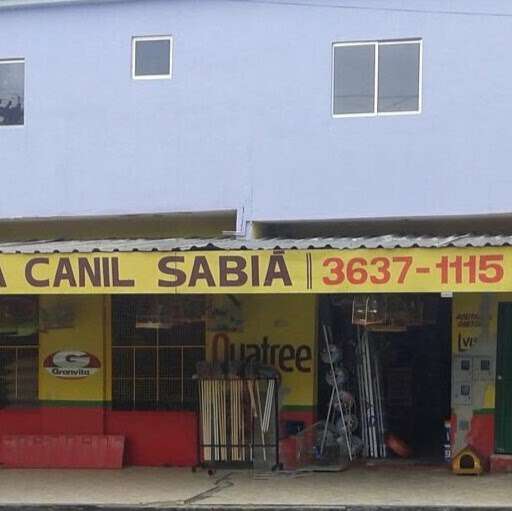 A CANIL SABIÁ 3637-1115
G
Granvita
Quatree